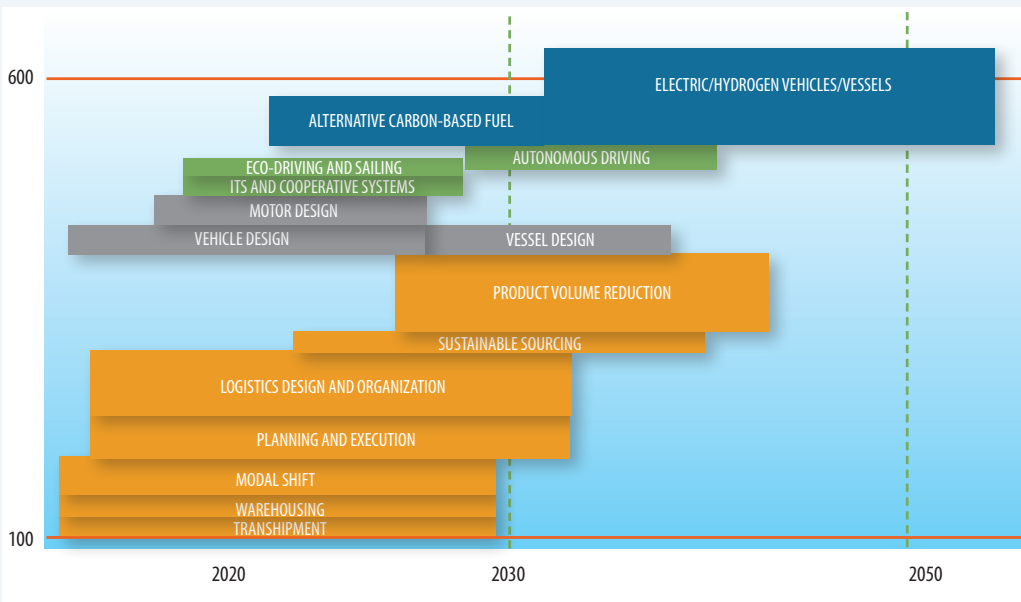 600
ELECTRIC/HYDROGEN VEHICLES/VESSELS
ALTERNATIVE CARBON-BASED FUEL
AUTONOMOUS DRIVING
ECO-DRIVING AND SAILING
ITS AND COOPERATIVE SYSTEMS
MOTOR DESIGN
VEHICLE DESIGN
VESSEL DESIGN
PRODUCT VOLUME REDUCTION
SUSTAINABLE SOURCING
LOGISTICS DESIGN AND ORGANIZATION
PLANNING AND EXECUTION
MODAL SHIFT
WAREHOUSING
TRANSHIPMENT
100
2020
2030
2050